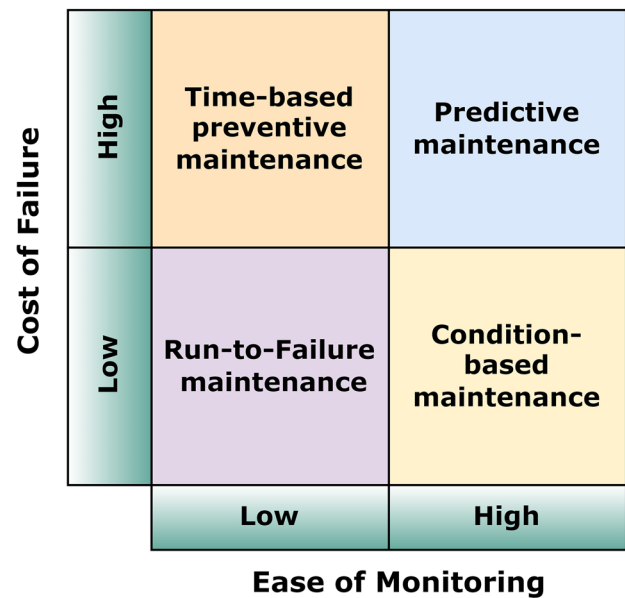 Cost of Failure
High
Time-based
preventive
maintenance
Predictive
maintenance
Low
Run-to-Failure
maintenance
Condition-
based
maintenance
Low
High
Ease of Monitoring